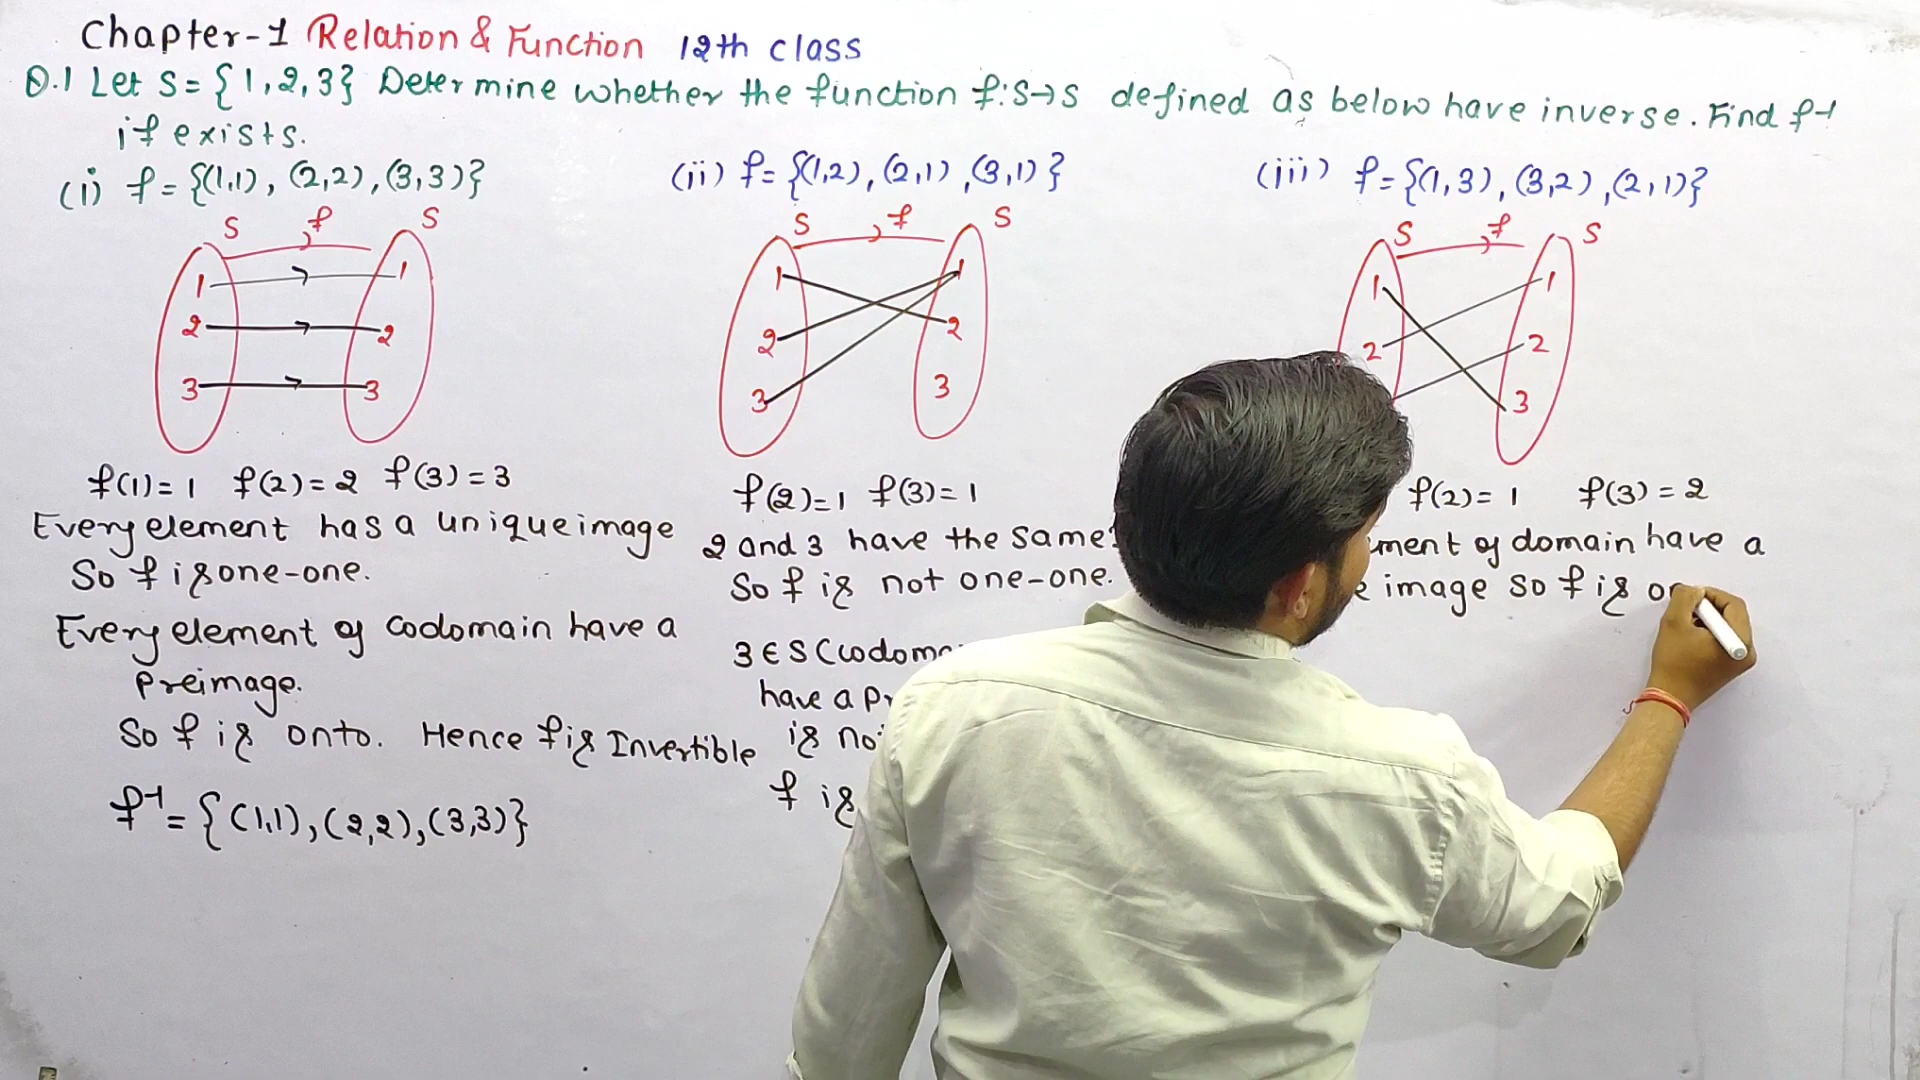 Chapter-1 Relation & Function 12th class
Q.1 Let S = {1,2,3} Determine whether the function f:S→S defined as below have inverse. Find f⁻¹
if exists.
(i) f = {(1,1), (2,2), (3,3)}
S f S
1 1
2 2
3 3
f(1)=1 f(2)=2 f(3)=3
Every element has a unique image
So f is one-one.
Every element of codomain have a
Preimage.
So f is onto. Hence f is Invertible
f⁻¹ = {(1,1), (2,2), (3,3)}
(ii) f = {(1,2), (2,1), (3,1)}
S f S
1 1
2 2
3 3
f(2)=1 f(3)=1
2 and 3 have the same
So f is not one-one.
3 ∈ S (
have a
is
f is
(iii) f = {(1,3), (3,2), (2,1)}
S f S
1 1
2 2
3
f(2)=1 f(3)=2
of domain have a
image So f is